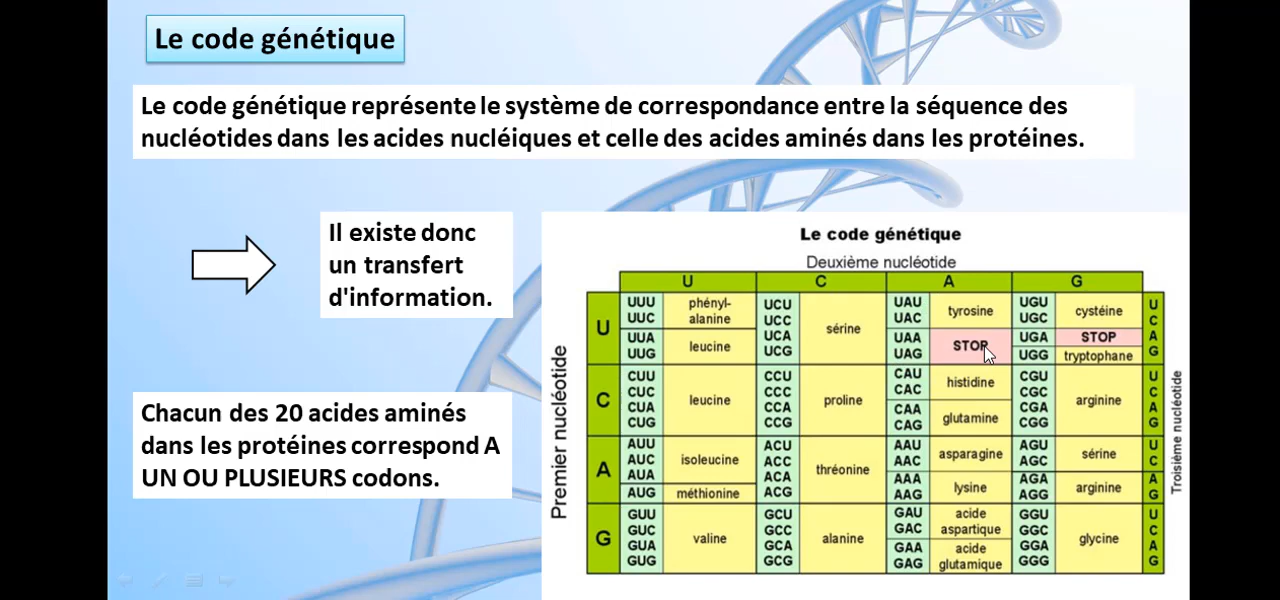 Le code génétique
Le code génétique représente le système de correspondance entre la séquence des
nucléotides dans les acides nucléiques et celle des acides aminés dans les protéines.
Il existe donc
un transfert
d'information.
Chacun des 20 acides aminés
dans les protéines correspond A
UN OU PLUSIEURS codons.
Le code génétique
Deuxième nucléotide
U C A G
Premier nucléotide
Troisième nucléotide
U
UUU UUC phényl-alanine
UUA UUG leucine
UCU UCC UCA UCG sérine
UAU UAC tyrosine
UAA UAG STOP
UGU UGC cystéine
UGA STOP
UGG tryptophane
U C A G
C
CUU CUC CUA CUG leucine
CCU CCC CCA CCG proline
CAU CAC histidine
CAA CAG glutamine
CGU CGC CGA CGG arginine
U C A G
A
AUU AUC AUA isoleucine
AUG méthionine
ACU ACC ACA ACG thréonine
AAU AAC asparagine
AAA AAG lysine
AGU AGC sérine
AGA AGG arginine
U C A G
G
GUU GUC GUA GUG valine
GCU GCC GCA GCG alanine
GAU GAC acide aspartique
GAA GAG acide glutamique
GGU GGC GGA GGG glycine
U C A G